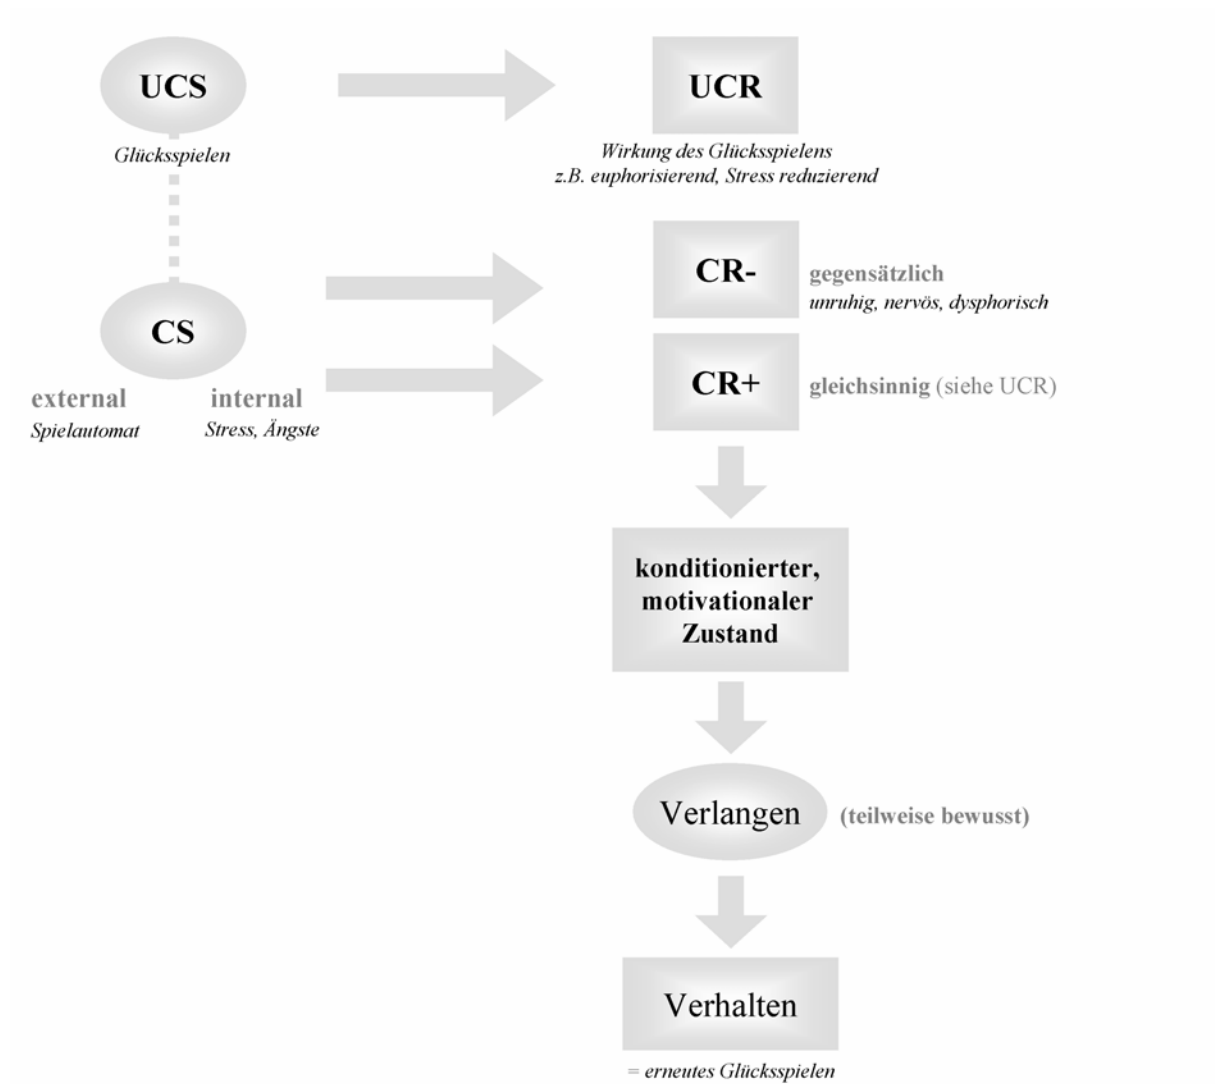 UCS
UCR
Glücksspielen
Wirkung des Glücksspielens
z.B. euphorisierend, Stress reduzierend
CR-
gegensätzlich
unruhig, nervös, dysphorisch
CS
CR+
gleichsinnig (siehe UCR)
external
internal
Spielautomat
Stress, Ängste
konditionierter,
motivationaler
Zustand
Verlangen
(teilweise bewusst)
Verhalten
= erneutes Glücksspielen